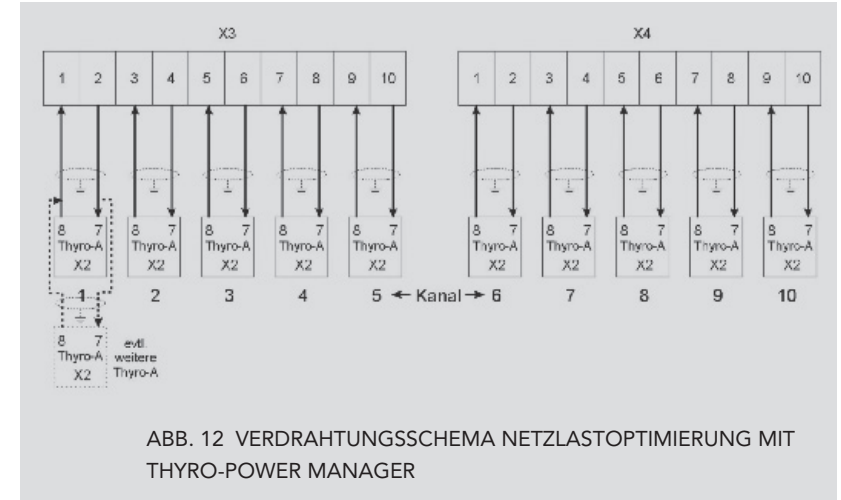 X3 X4
1 2 3 4 5 6 7 8 9 10 1 2 3 4 5 6 7 8 9 10
8 7 8 7 8 7 8 7 8 7 8 7 8 7 8 7 8 7 8 7
Thyro-A Thyro-A Thyro-A Thyro-A Thyro-A Thyro-A Thyro-A Thyro-A Thyro-A Thyro-A
X2 X2 X2 X2 X2 X2 X2 X2 X2 X2
1 2 3 4 5 Kanal 6 7 8 9 10
8 7 evtl.
Thyro-A weitere
X2 Thyro-A
ABB. 12 VERDRAHTUNGSSCHEMA NETZLASTOPTIMIERUNG MIT
THYRO-POWER MANAGER